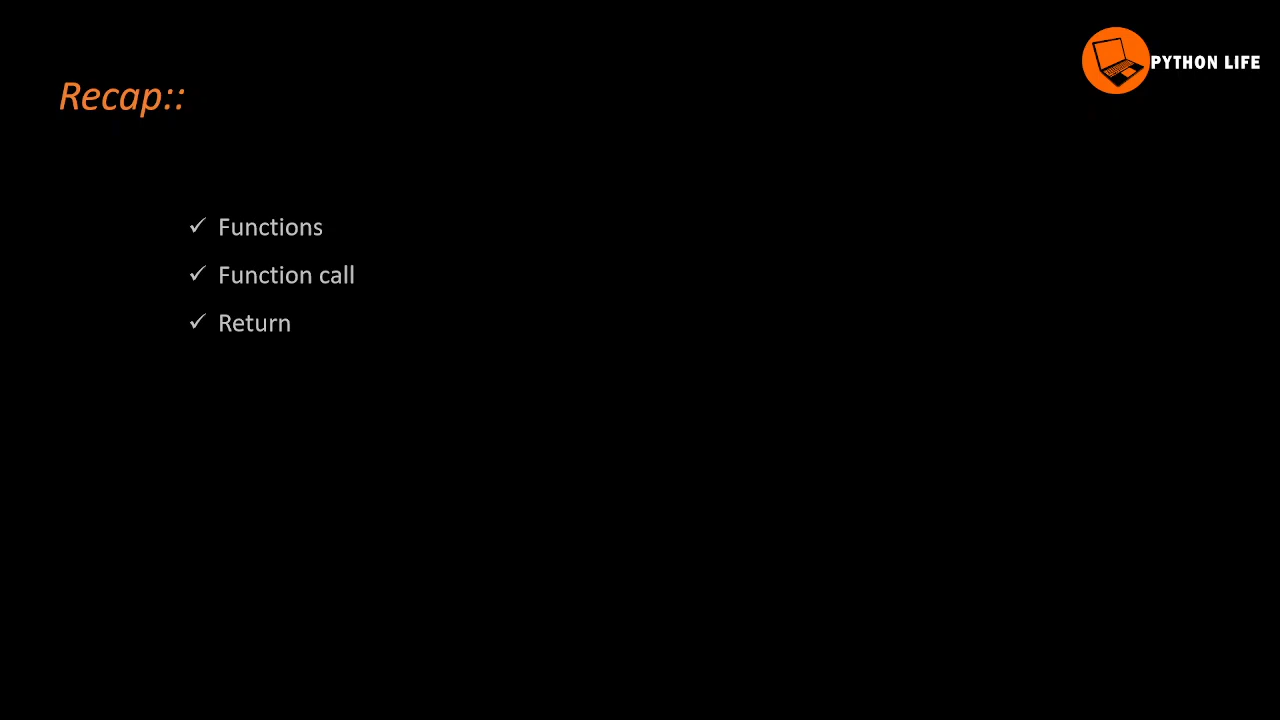 PYTHON LIFE
Recap::
✓ Functions
✓ Function call
✓ Return